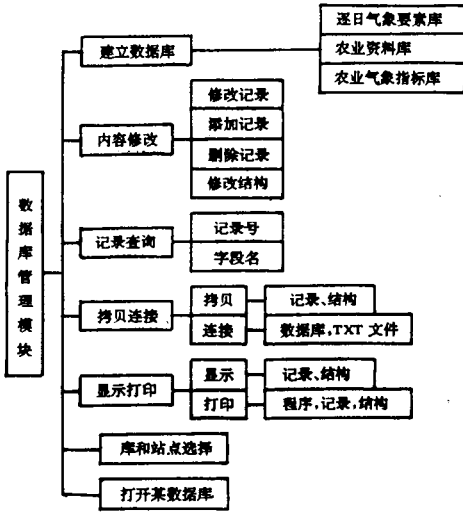 数据库管理模块
建立数据库
逐日气象要素库
农业资料库
农业气象指标库
内容修改
修改记录
添加记录
删除记录
修改结构
记录查询
记录号
字段名
拷贝连接
拷贝
记录、结构
连接
数据库,TXT 文件
显示打印
显示
记录、结构
打印
程序,记录,结构
库和站点选择
打开某数据库